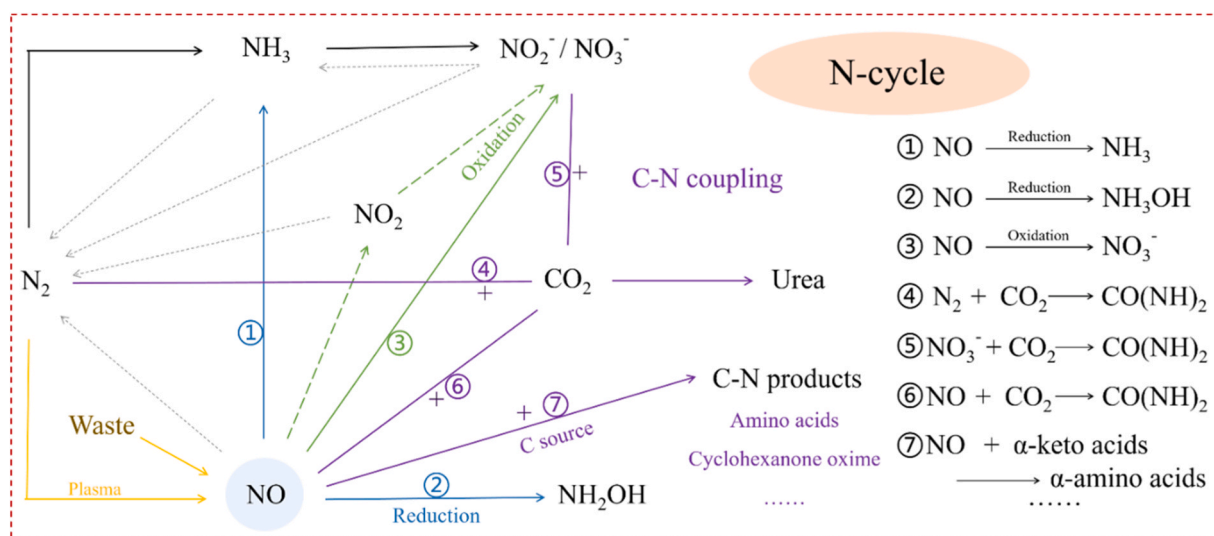 NH₃
NO₂⁻ / NO₃⁻
N-cycle
Oxidation
⑤ +
C-N coupling
NO₂
N₂
④
+
CO₂
Urea
①
③
+ ⑥
C-N products
+ ⑦
C source
Amino acids
Cyclohexanone oxime
......
Waste
Plasma
NO
②
Reduction
NH₂OH
① NO Reduction → NH₃
② NO Reduction → NH₃OH
③ NO Oxidation → NO₃⁻
④ N₂ + CO₂ → CO(NH)₂
⑤ NO₃⁻ + CO₂ → CO(NH)₂
⑥ NO + CO₂ → CO(NH)₂
⑦ NO + α-keto acids
→ α-amino acids
......